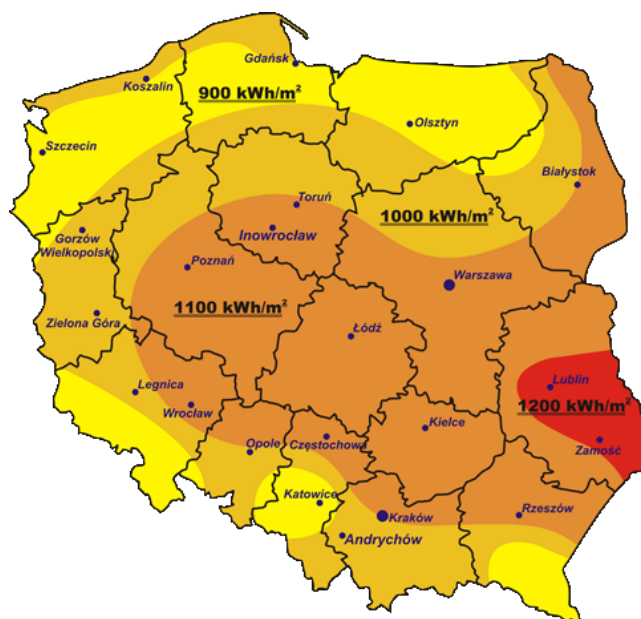 Gdańsk
Koszalin
900 kWh/m²
Olsztyn
Szczecin
Białystok
Toruń
1000 kWh/m²
Inowrocław
Gorzów
Wielkopolsk
Poznań
Warszawa
1100 kWh/m²
Zielona Góra
Łódź
Legnica
Lublin
Wrocław
1200 kWh/m²
Kielce
Opole
Częstochowa
Zamość
Katowice
Kraków
Rzeszów
Andrychów